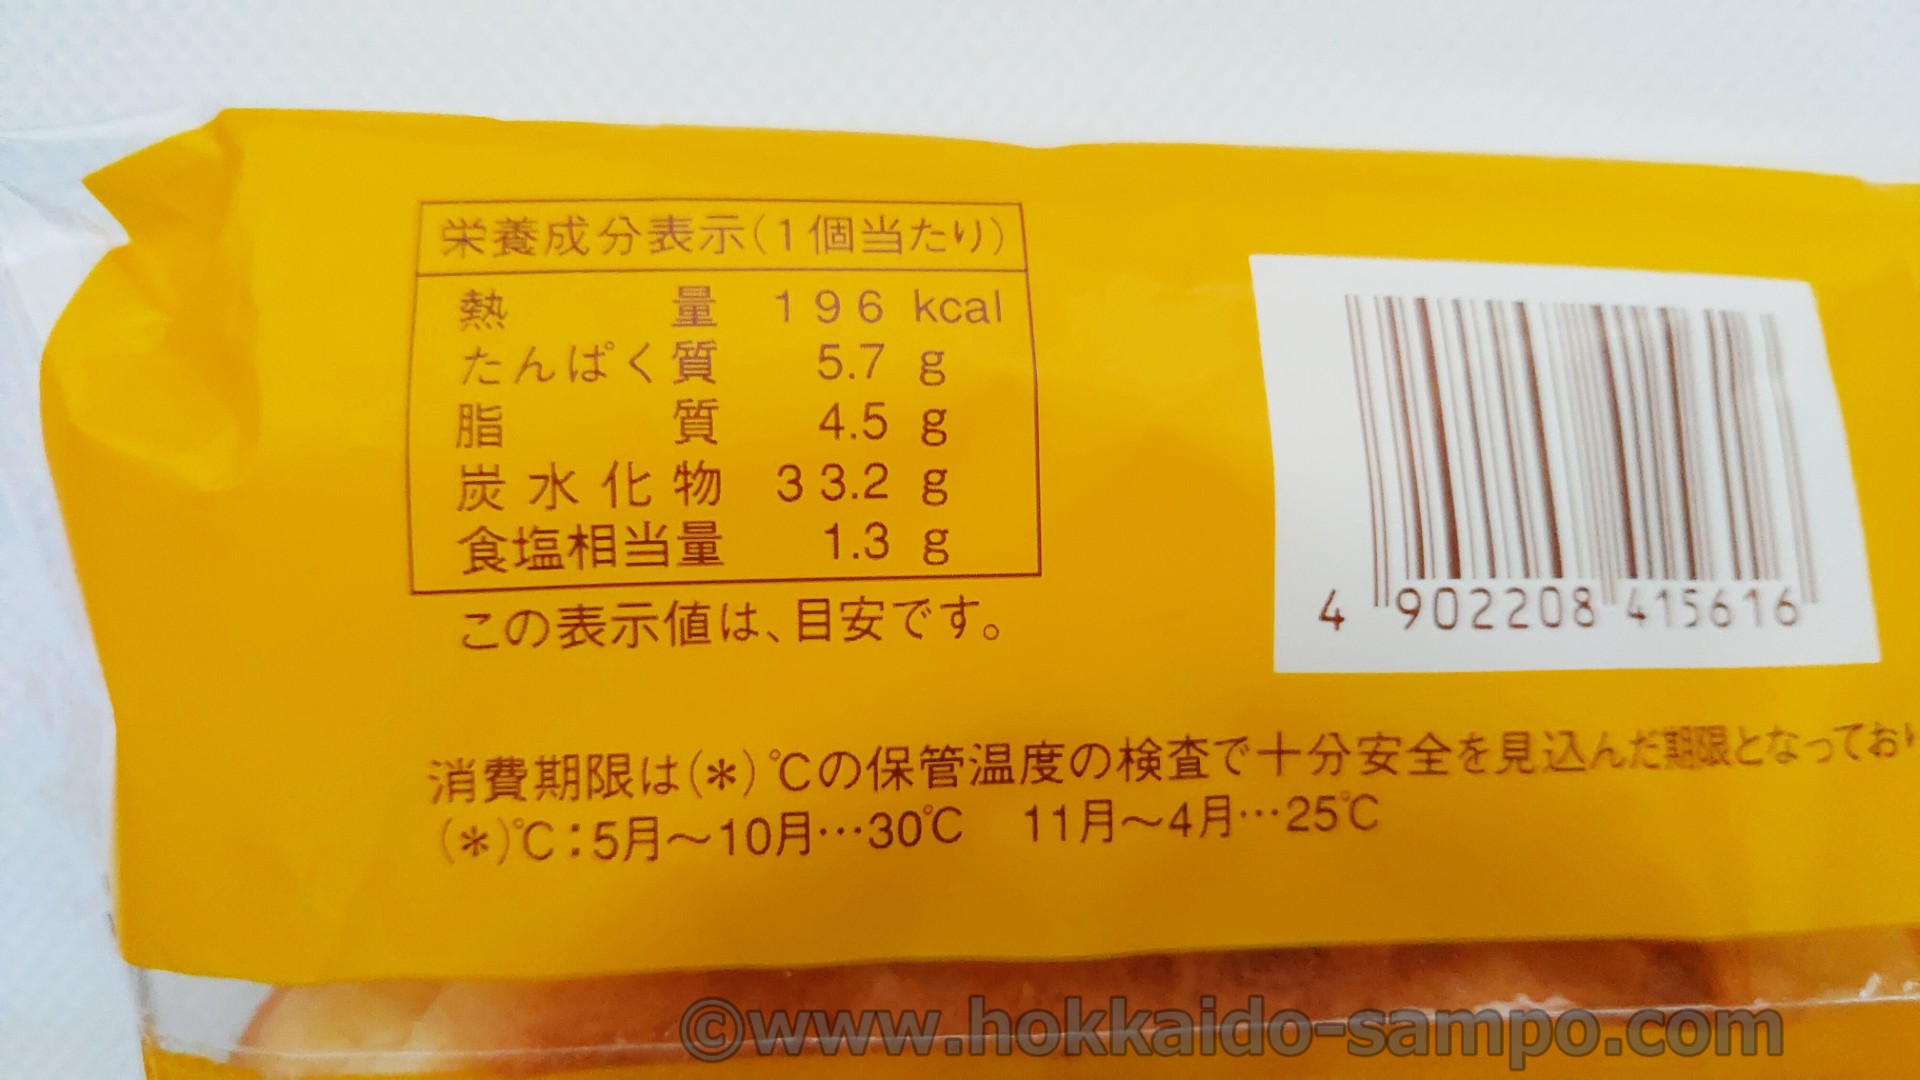 栄養成分表示(1個当たり)
熱量 196 kcal
たんぱく質 5.7 g
脂質 4.5 g
炭水化物 33.2 g
食塩相当量 1.3 g
この表示値は、目安です。
4 902208 415616
消費期限は(*)℃の保管温度の検査で十分安全を見込んだ期限となってお
(*)℃:5月〜10月…30℃ 11月〜4月…25℃
©www.hokkaido-sampo.com